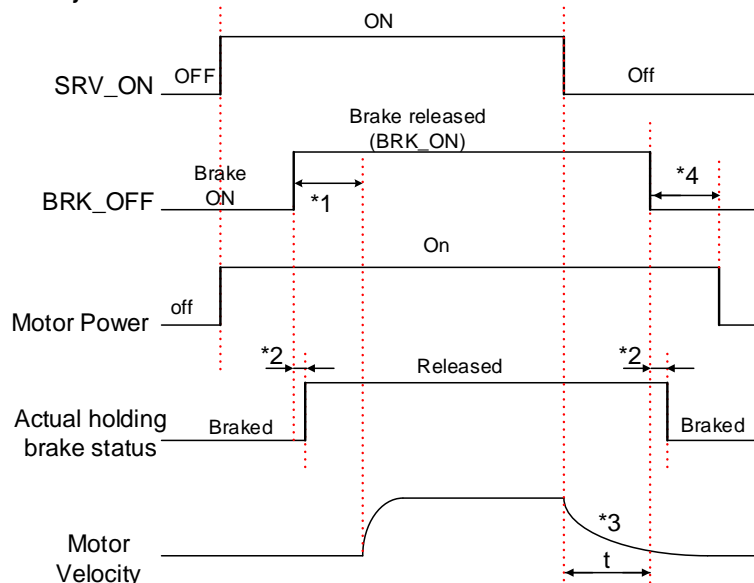 ON
SRV_ON
OFF
Off
Brake released
(BRK_ON)
Brake
ON
BRK_OFF
*1
*4
On
off
Motor Power
*2
Released
*2
Actual holding
brake status
Braked
Braked
*3
Motor
Velocity
t